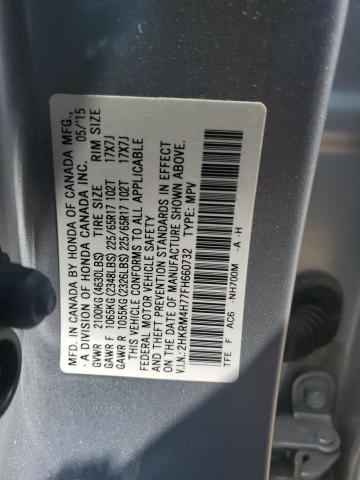 MFD. IN CANADA BY HONDA OF CANADA MFG.,
-A DIVISION OF HONDA CANADA INC. 05/15
GVWR 2100KG(4630LBS) TIRE SIZE RIM SIZE
GAWR F 1065KG(2348LBS) 225/65R17 102T 17X7J
GAWR R 1055KG(2326LBS) 225/65R17 102T 17X7J
THIS VEHICLE CONFORMS TO ALL APPLICABLE
FEDERAL MOTOR VEHICLE SAFETY
AND THEFT PREVENTION STANDARDS IN EFFECT
ON THE DATE OF MANUFACTURE SHOWN ABOVE.
V.I.N.:2HKRM4H77FH660732 TYPE: MPV
TFE F AC6 -NH700M -A -H